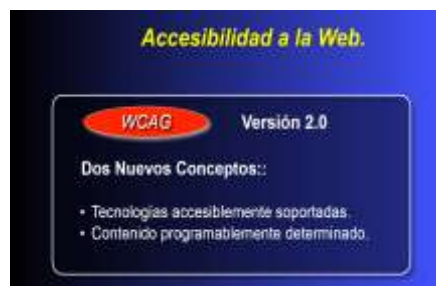 Accesibilidad a la Web.
WCAG Versión 2.0
Dos Nuevos Conceptos::
• Tecnologías accesiblemente soportadas.
• Contenido programablemente determinado.